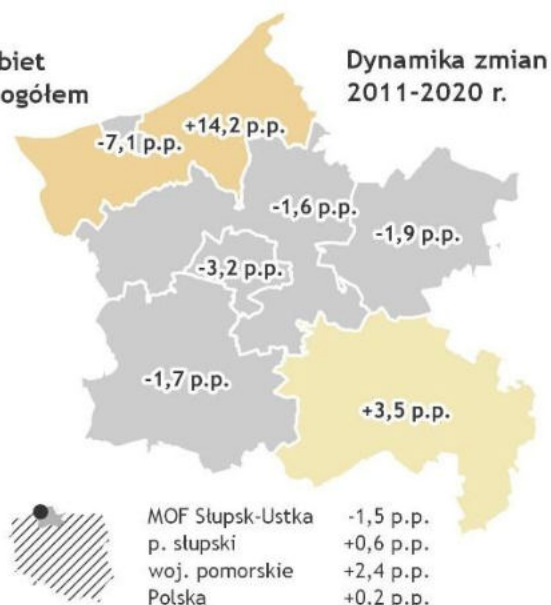 biet
ogółem
Dynamika zmian
2011-2020 r.
+14,2 p.p.
-7,1 p.p.
-1,6 p.p.
-1,9 p.p.
-3,2 p.p.
-1,7 p.p.
+3,5 p.p.
MOF Słupsk-Ustka -1,5 p.p.
p. słupski +0,6 p.p.
woj. pomorskie +2,4 p.p.
Polska +0,2 p.p.